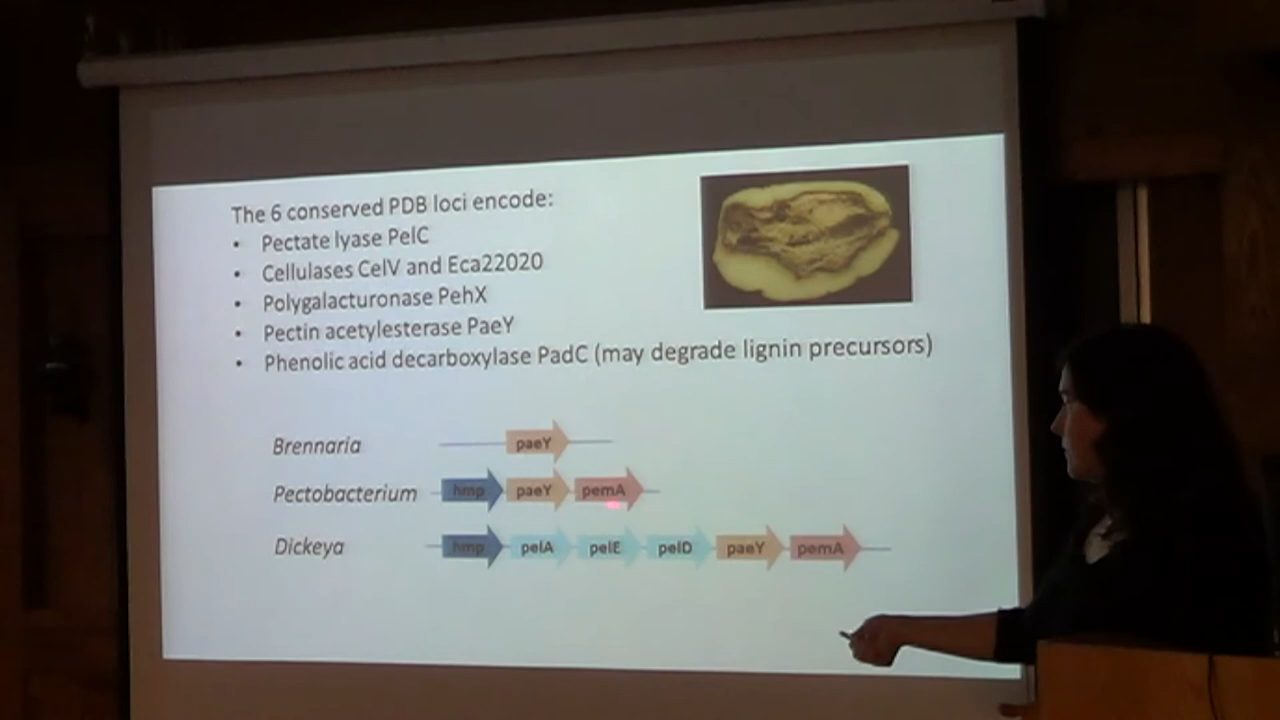 The 6 conserved PDB loci encode:
• Pectate lyase PelC
• Cellulases CelV and Eca22020
• Polygalacturonase PehX
• Pectin acetylesterase PaeY
• Phenolic acid decarboxylase PadC (may degrade lignin precursors)
Brennaria paeY
Pectobacterium hmp paeY pemA
Dickeya hmp pelA pelE pelD paeY pemA